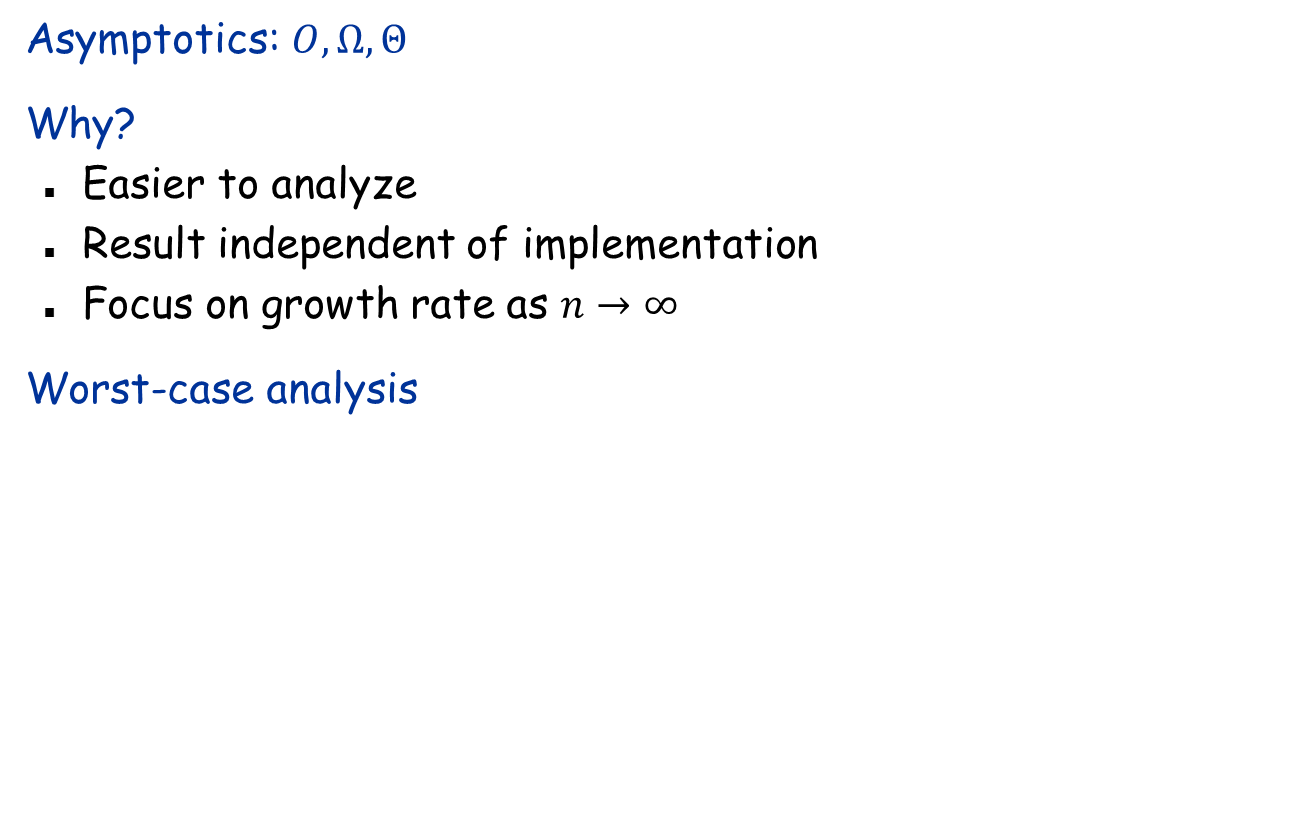 Asymptotics: O, Ω, Θ
Why?
▪ Easier to analyze
▪ Result independent of implementation
▪ Focus on growth rate as n → ∞
Worst-case analysis